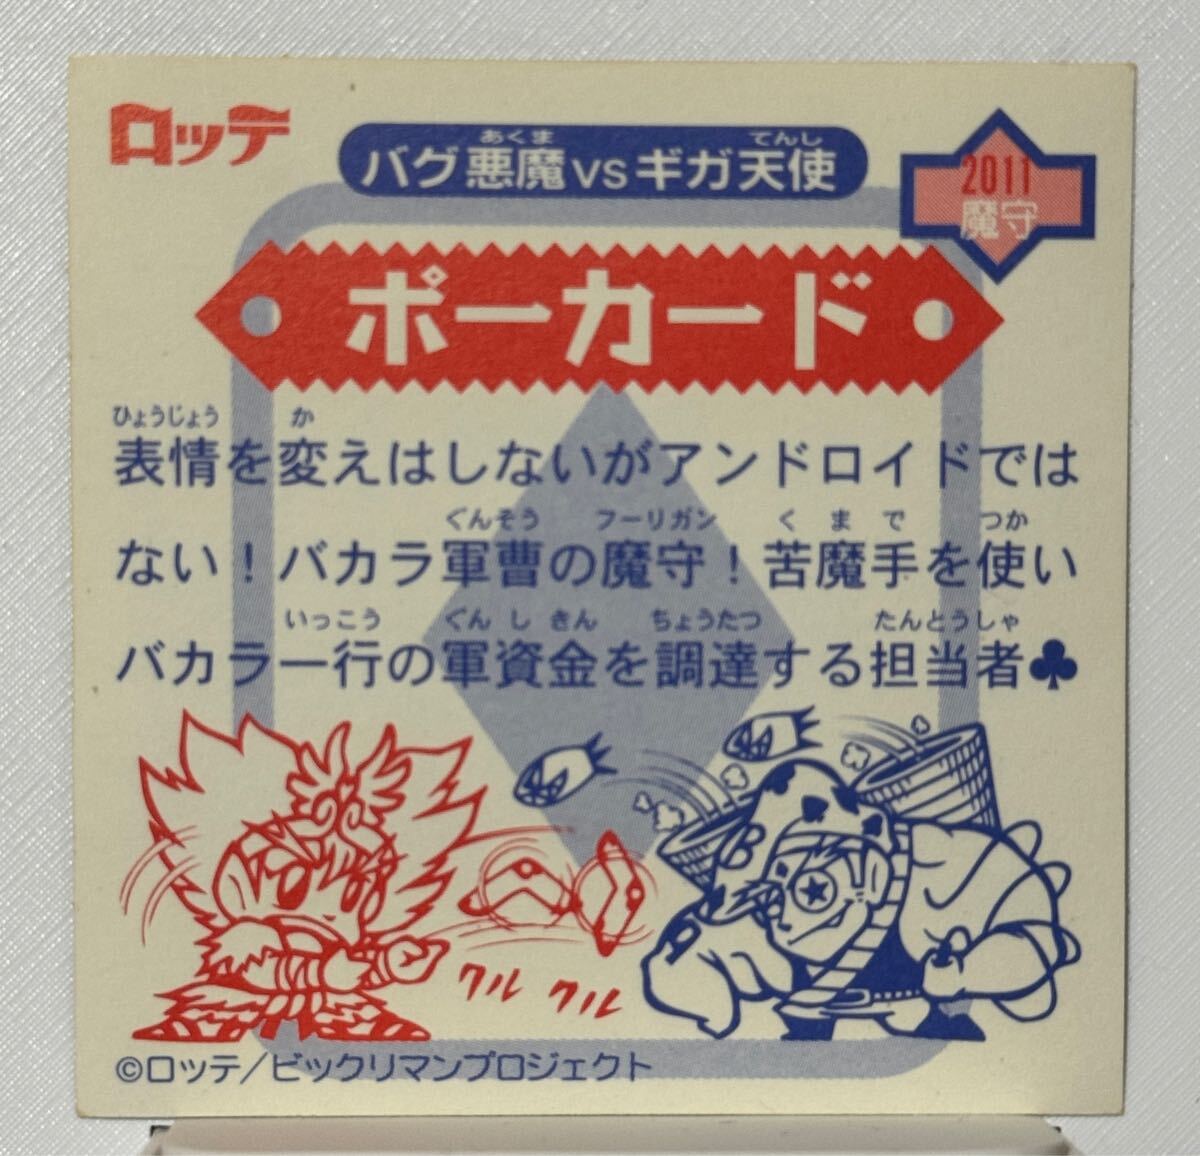 ロッテ
あくま てんし
バグ悪魔vsギガ天使
2011
魔守
ポーカード
ひょうじょう か
表情を変えはしないがアンドロイドでは
ぐんそう フーリガン くまで つか
ない！バカラ軍曹の魔守！苦魔手を使い
いっこう ぐんしきん ちょうたつ たんとうしゃ
バカラ一行の軍資金を調達する担当者♣
クル クル
©ロッテ/ビックリマンプロジェクト